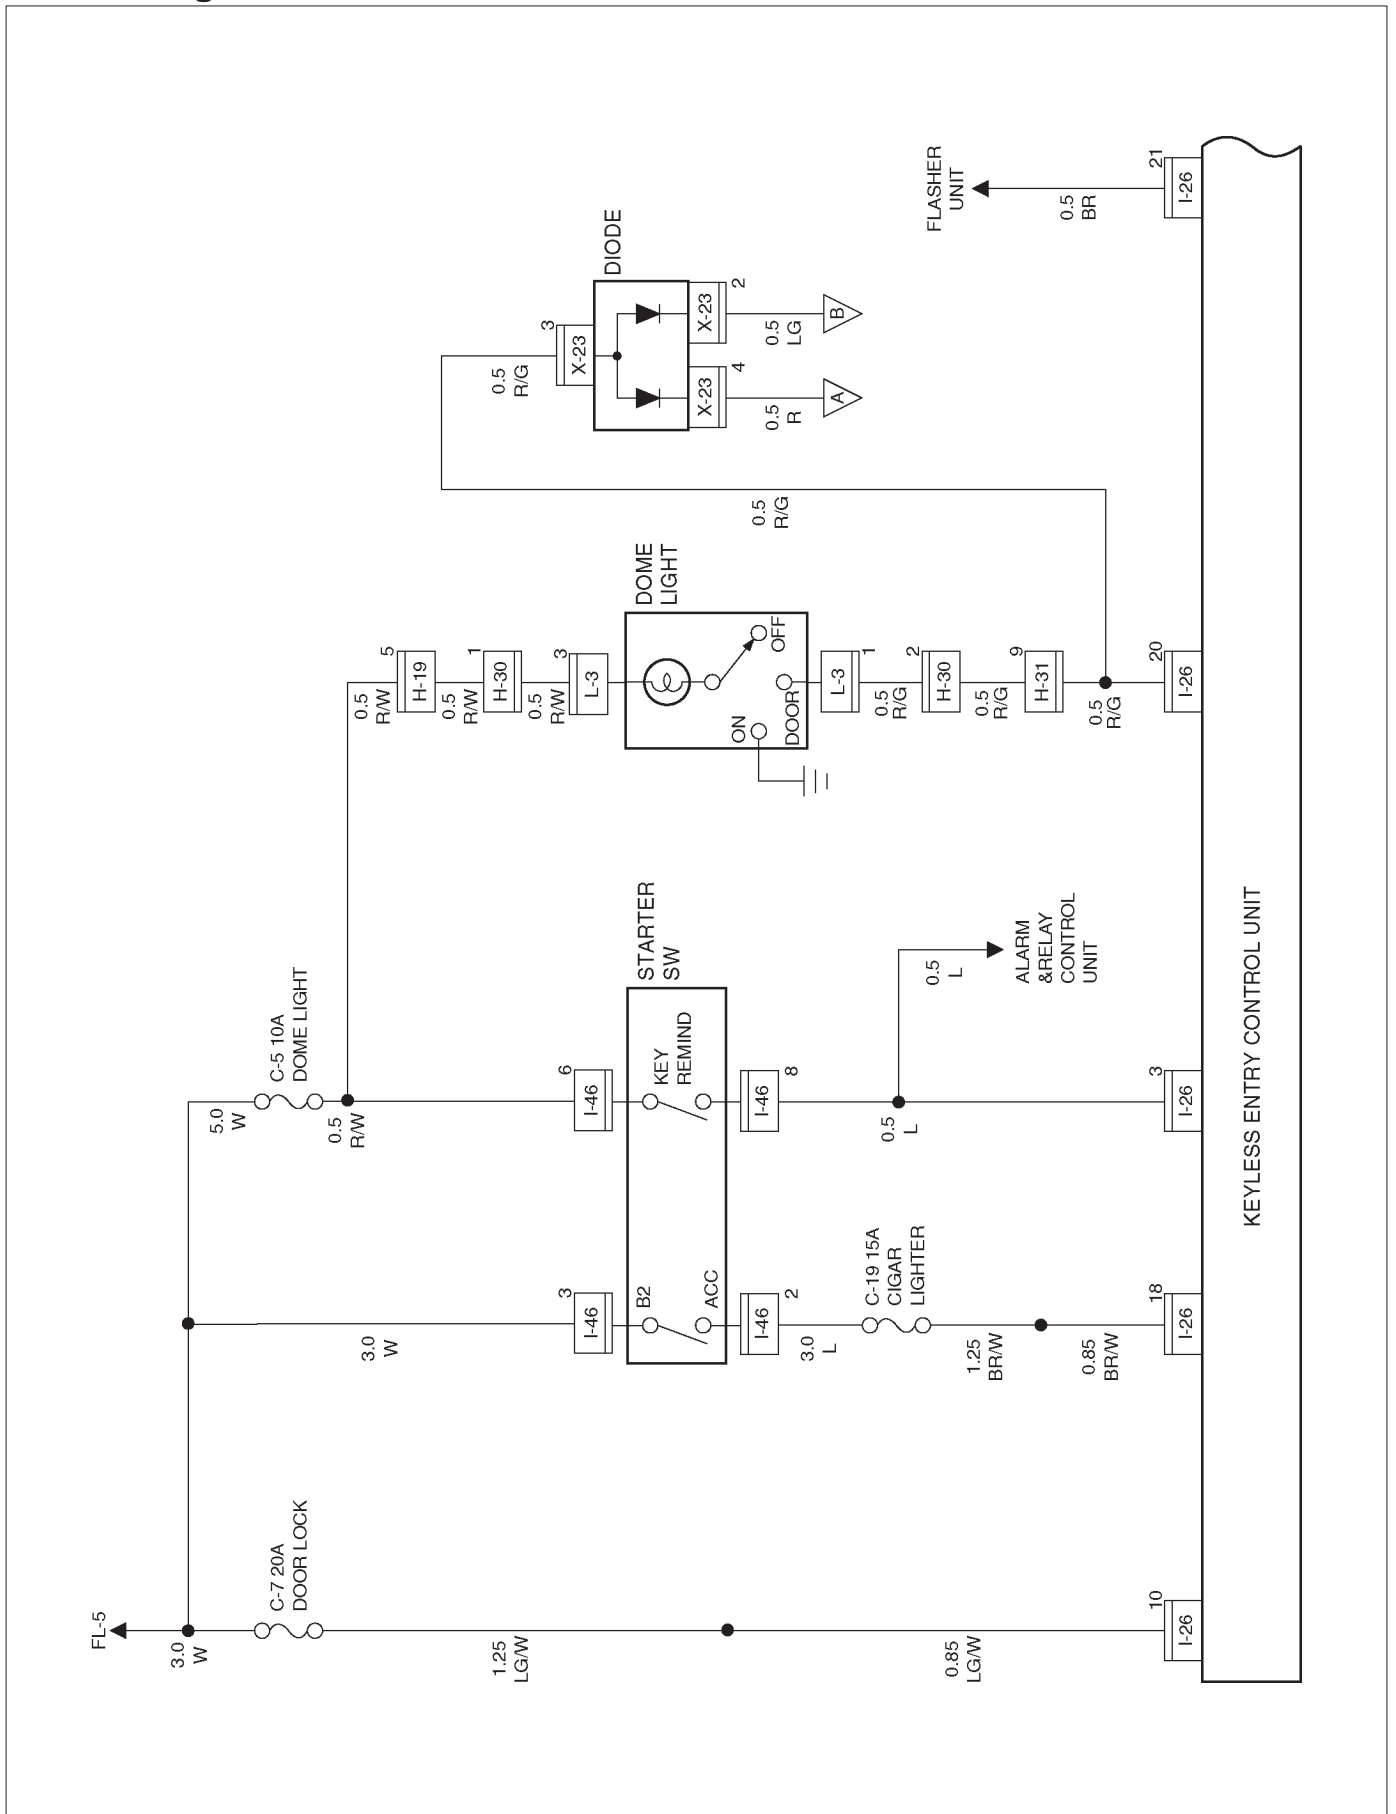 g
FL-5
3.0
W
C-7 20A
DOOR LOCK
1.25
LG/W
0.85
LG/W
10
I-26
3.0
W
3
I-46
B2
ACC
I-46
2
3.0
L
C-19 15A
CIGAR
LIGHTER
1.25
BR/W
0.85
BR/W
18
I-26
5.0
W
C-5 10A
DOME LIGHT
0.5
R/W
6
I-46
STARTER
SW
KEY
REMIND
I-46
8
0.5
L
0.5
L
ALARM
&RELAY
CONTROL
UNIT
3
I-26
0.5
R/W
5
H-19
0.5
R/W
1
H-30
0.5
R/W
3
L-3
DOME
LIGHT
ON
DOOR
OFF
L-3
1
0.5
R/G
2
H-30
0.5
R/G
9
H-31
0.5
R/G
20
I-26
0.5
R/G
0.5
R/G
3
X-23
DIODE
X-23
4
X-23
2
0.5
R
A
0.5
LG
B
FLASHER
UNIT
0.5
BR
21
I-26
KEYLESS ENTRY CONTROL UNIT